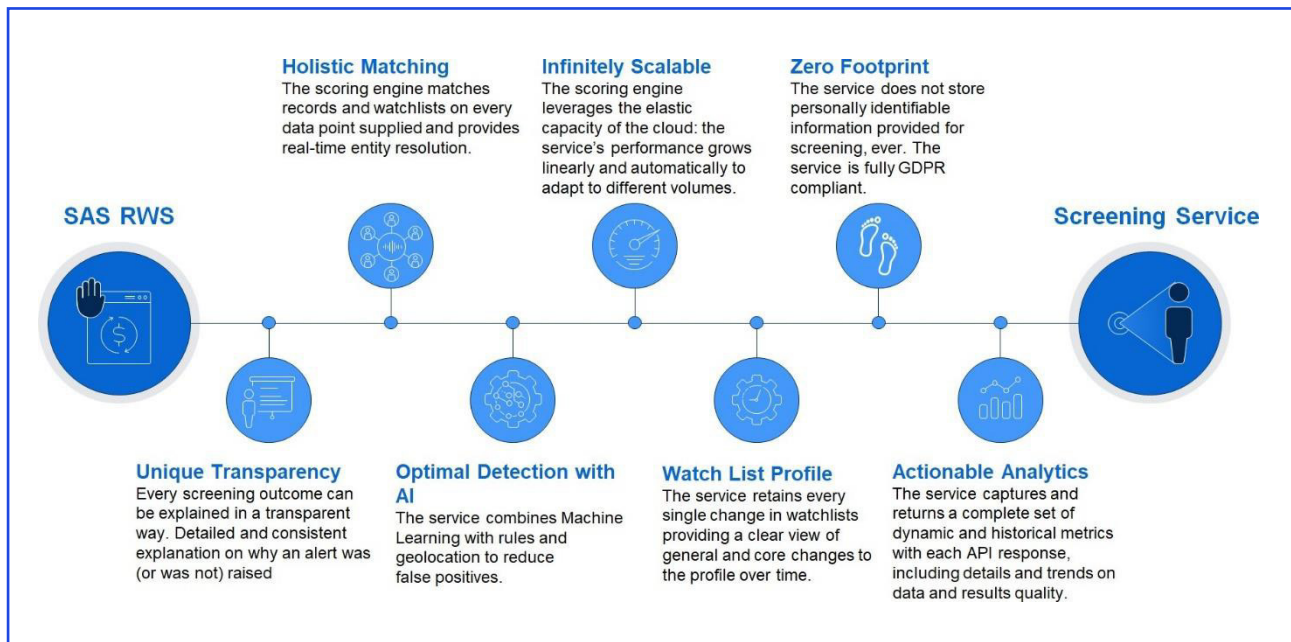 Holistic Matching
The scoring engine matches
records and watchlists on every
data point supplied and provides
real-time entity resolution.
Infinitely Scalable
The scoring engine
leverages the elastic
capacity of the cloud: the
service's performance grows
linearly and automatically to
adapt to different volumes.
Zero Footprint
The service does not store
personally identifiable
information provided for
screening, ever. The
service is fully GDPR
compliant.
SAS RWS
Screening Service
$
Unique Transparency
Every screening outcome can
be explained in a transparent
way. Detailed and consistent
explanation on why an alert was
(or was not) raised
Optimal Detection with
AI
The service combines Machine
Learning with rules and
geolocation to reduce
false positives.
Watch List Profile
The service retains every
single change in watchlists
providing a clear view of
general and core changes to
the profile over time.
Actionable Analytics
The service captures and
returns a complete set of
dynamic and historical metrics
with each API response,
including details and trends on
data and results quality.